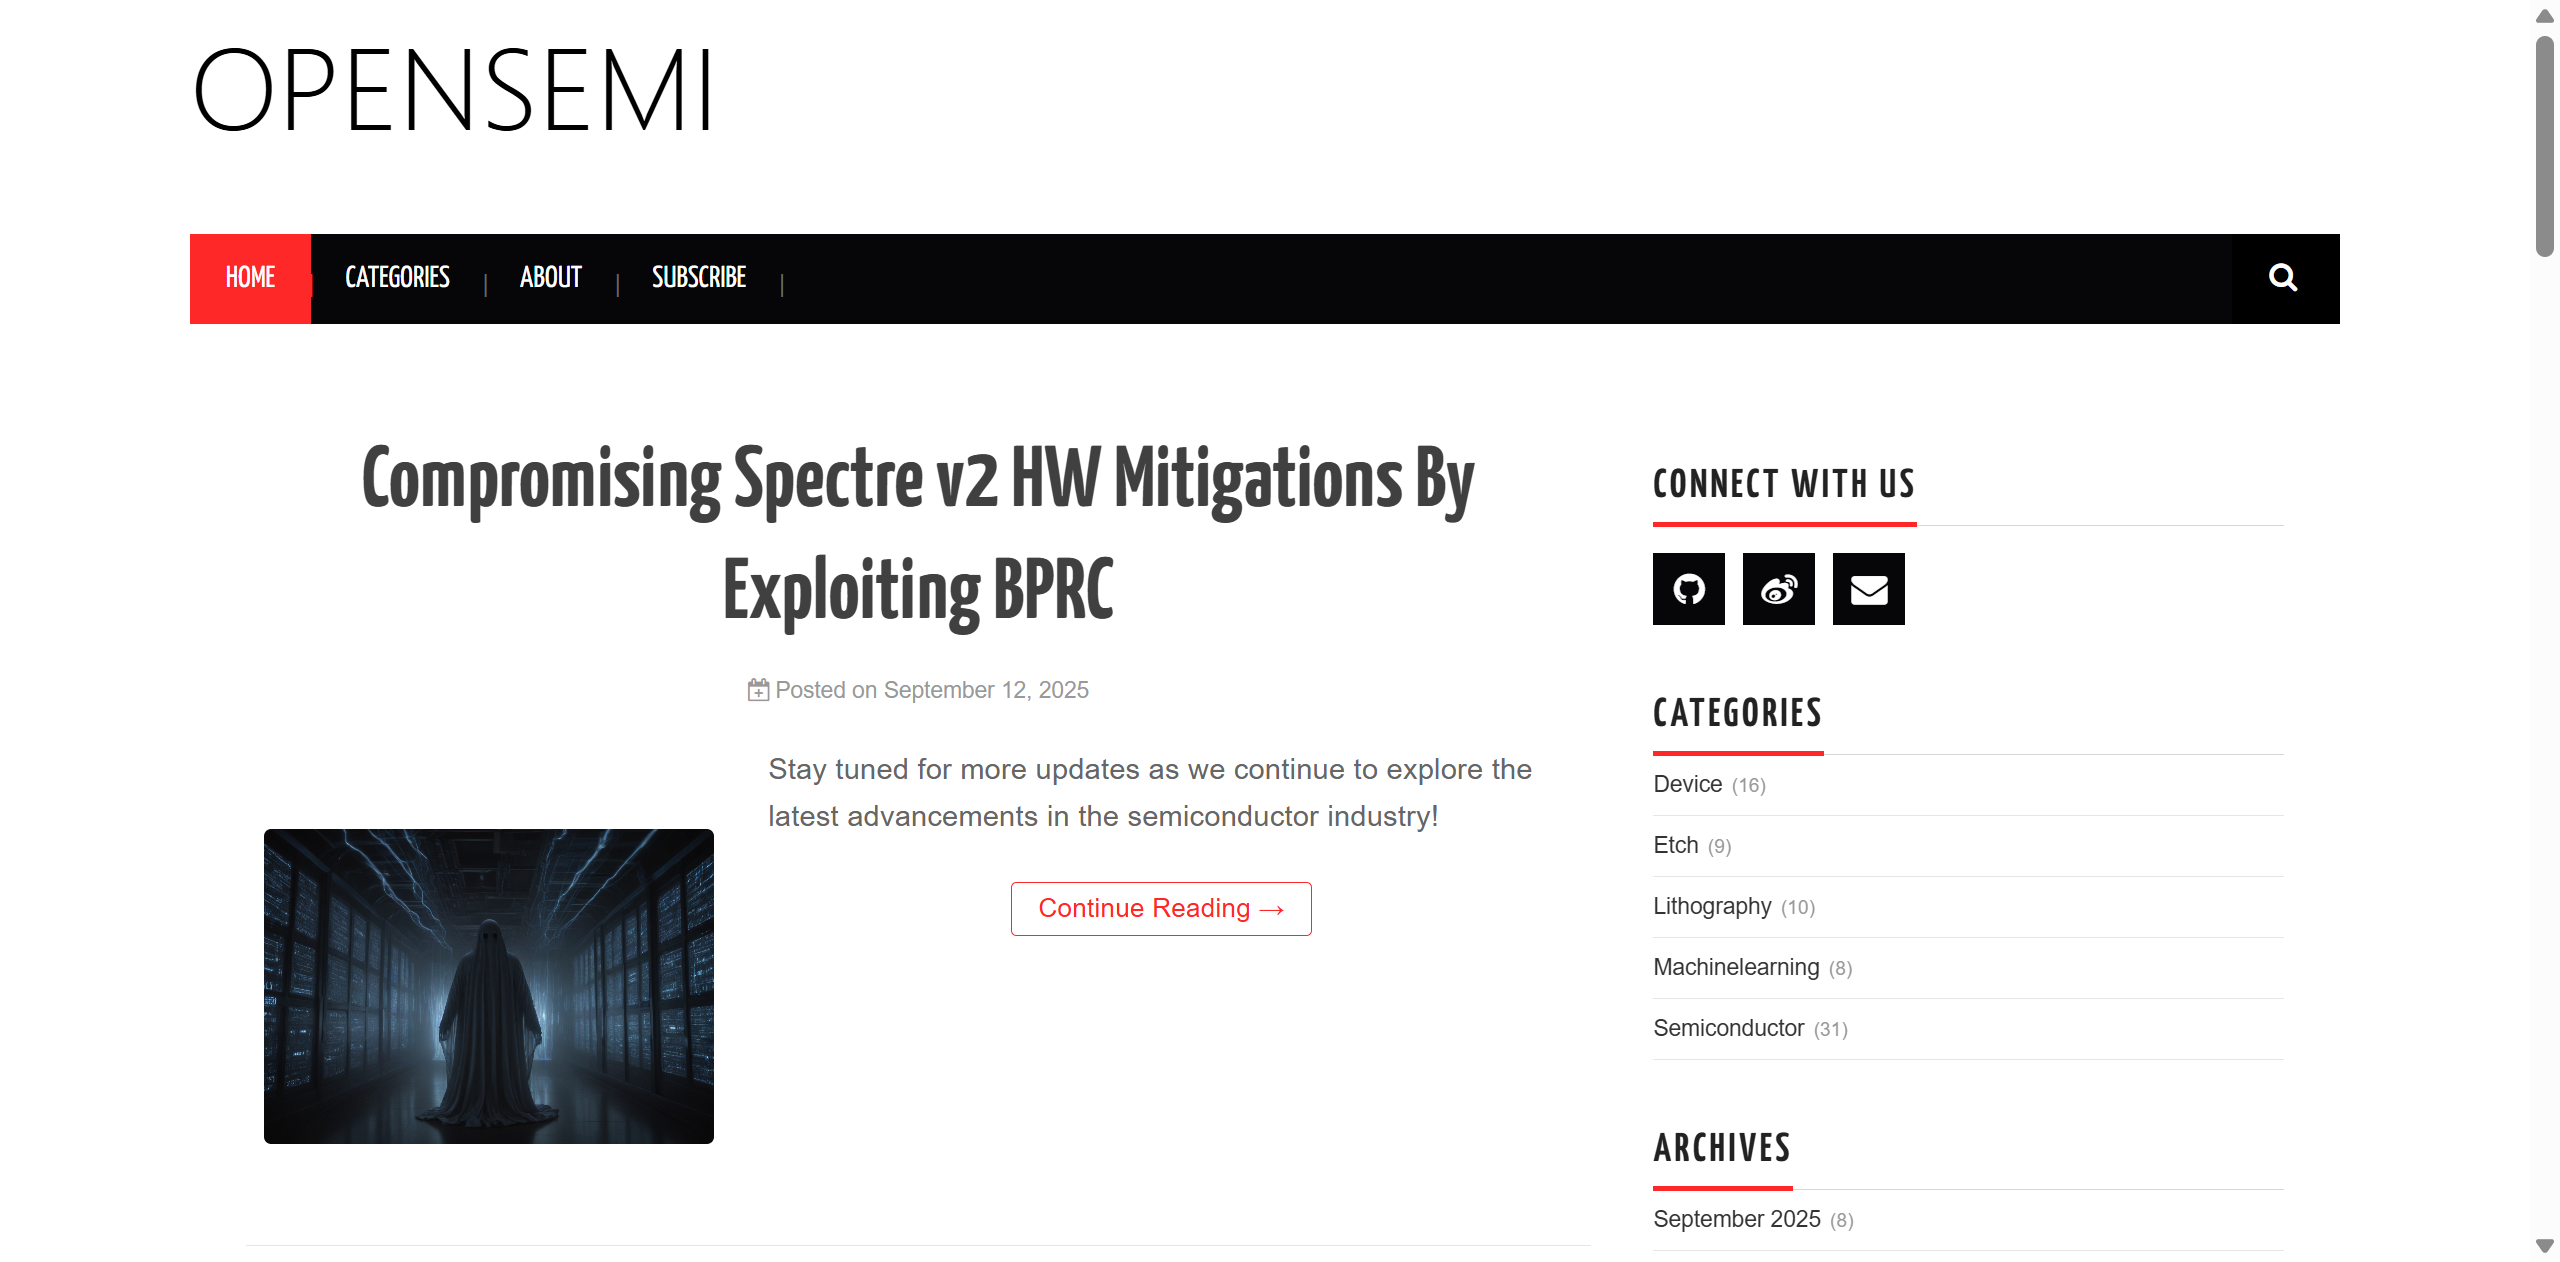 OPENSEMI
HOME
CATEGORIES
ABOUT
SUBSCRIBE
Compromising Spectre v2 HW Mitigations By
Exploiting BPRC
Posted on September 12, 2025
Stay tuned for more updates as we continue to explore the
latest advancements in the semiconductor industry!
Continue Reading →
CONNECT WITH US
CATEGORIES
Device (16)
Etch (9)
Lithography (10)
Machinelearning (8)
Semiconductor (31)
ARCHIVES
September 2025 (8)